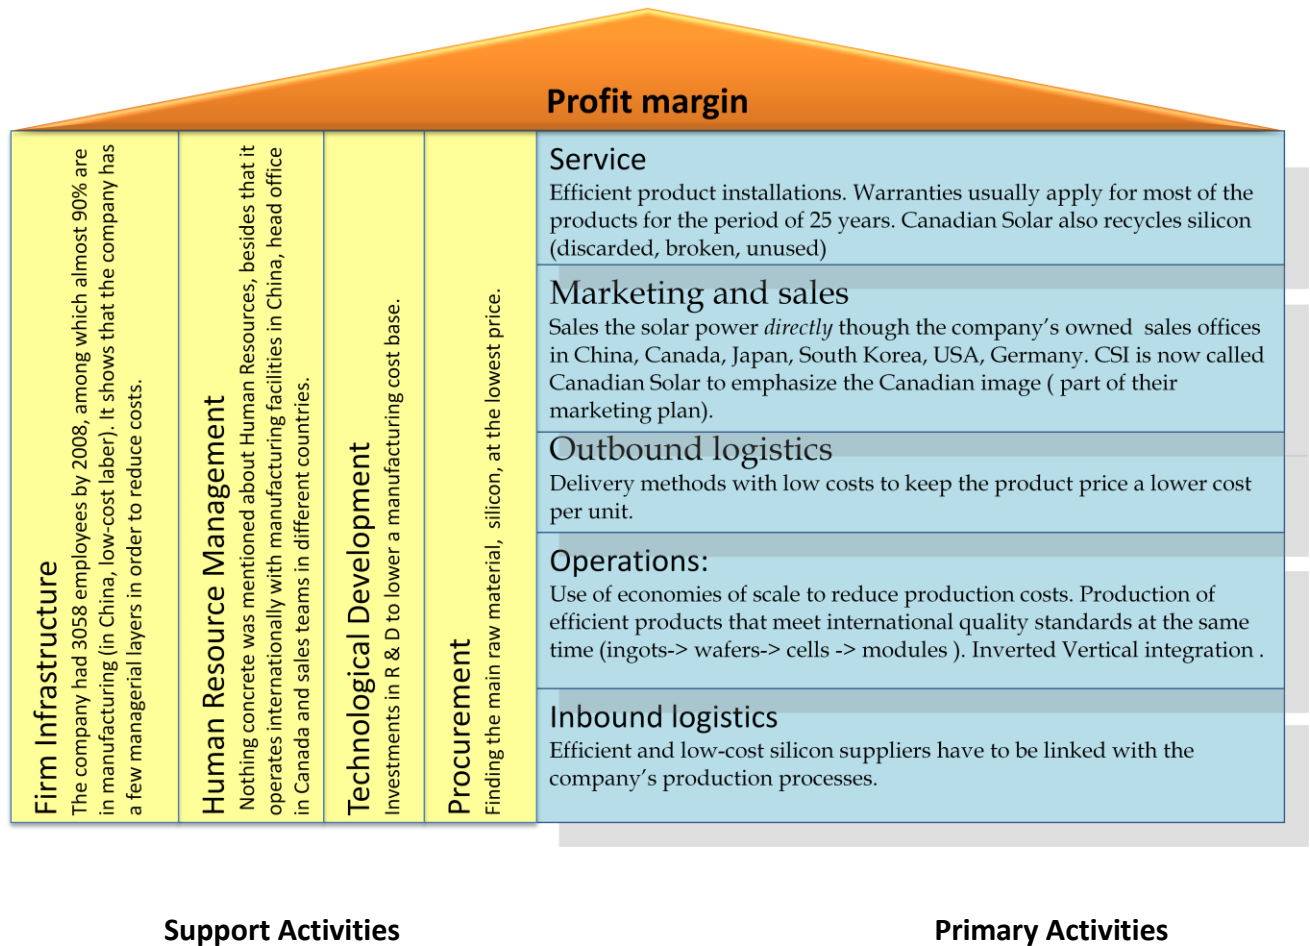 Profit margin
Firm Infrastructure
The company had 3058 employees by 2008, among which almost 90% are
in manufacturing (in China, low-cost laber). It shows that the company has
a few managerial layers in order to reduce costs.
Human Resource Management
Nothing concrete was mentioned about Human Resources, besides that it
operates internationally with manufacturing facilities in China, head office
in Canada and sales teams in different countries.
Technological Development
Investments in R & D to lower a manufacturing cost base.
Procurement
Finding the main raw material, silicon, at the lowest price.
Service
Efficient product installations. Warranties usually apply for most of the
products for the period of 25 years. Canadian Solar also recycles silicon
(discarded, broken, unused)
Marketing and sales
Sales the solar power directly though the company's owned sales offices
in China, Canada, Japan, South Korea, USA, Germany. CSI is now called
Canadian Solar to emphasize the Canadian image ( part of their
marketing plan).
Outbound logistics
Delivery methods with low costs to keep the product price a lower cost
per unit.
Operations:
Use of economies of scale to reduce production costs. Production of
efficient products that meet international quality standards at the same
time (ingots-> wafers-> cells -> modules ). Inverted Vertical integration .
Inbound logistics
Efficient and low-cost silicon suppliers have to be linked with the
company's production processes.
Support Activities
Primary Activities